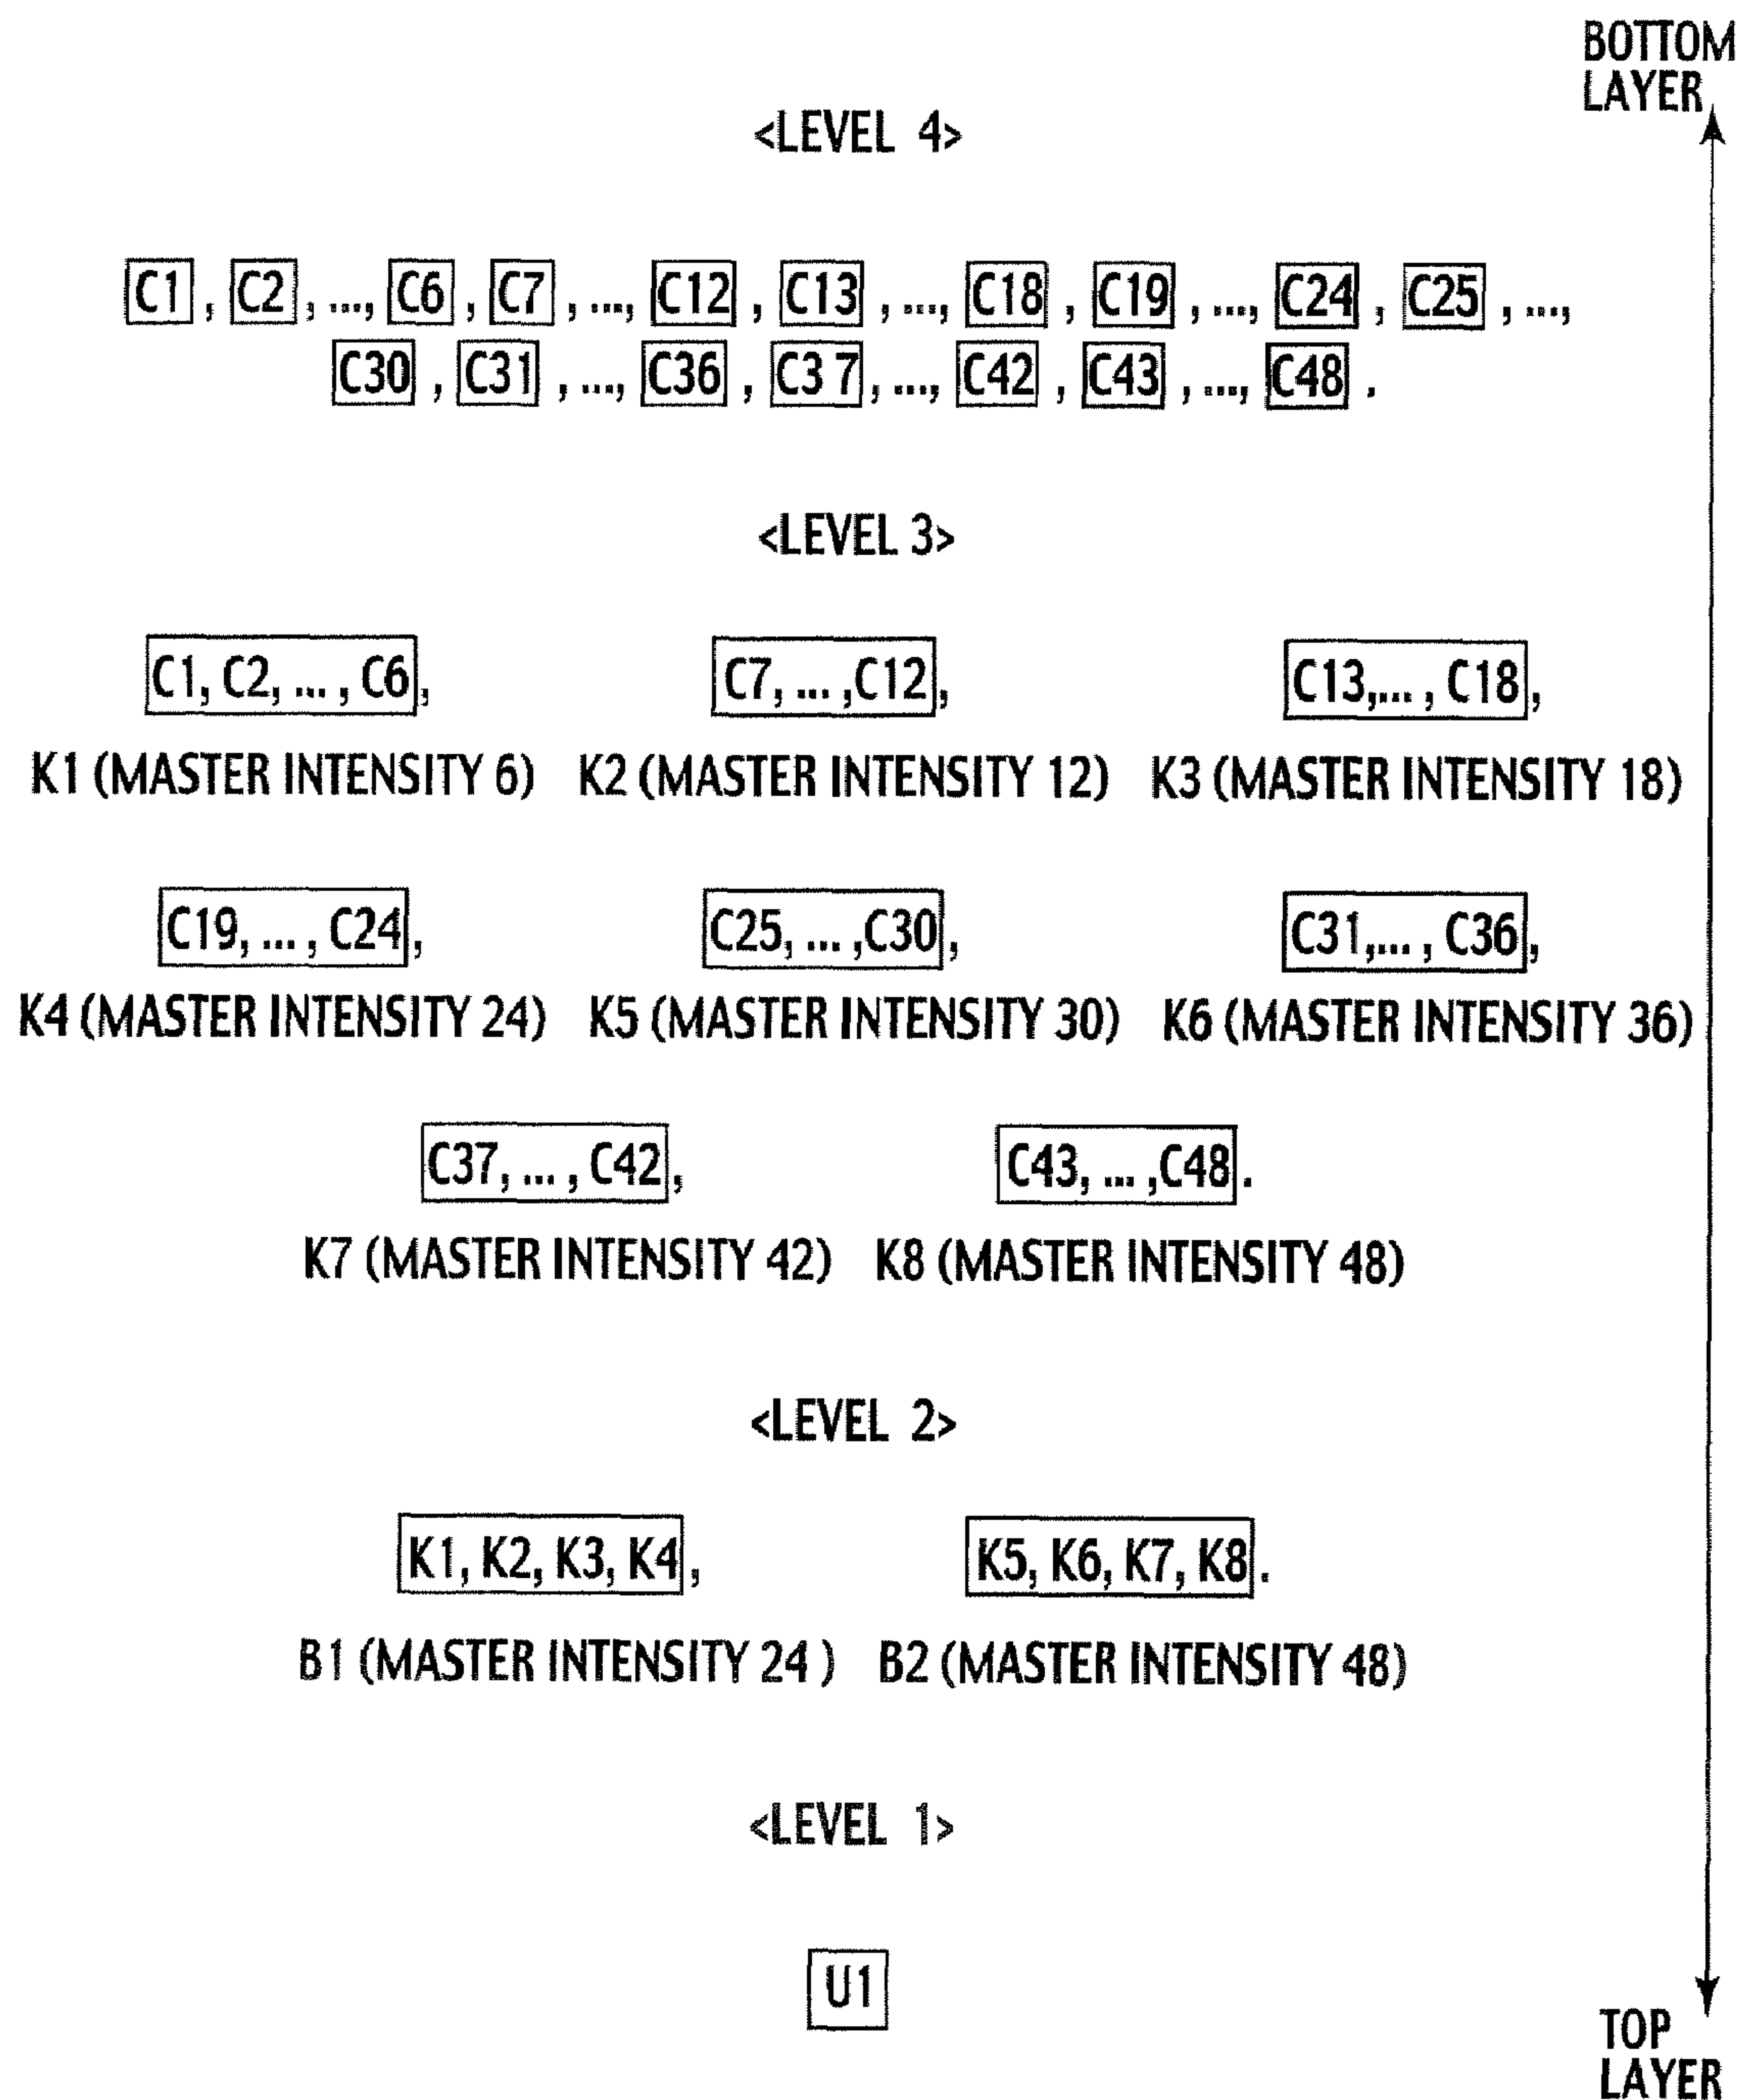 BOTTOM
LAYER
<LEVEL 4>
C1, C2, ..., C6, C7, ..., C12, C13, ..., C18, C19, ..., C24, C25, ...,
C30, C31, ..., C36, C37, ..., C42, C43, ..., C48.
<LEVEL 3>
C1, C2, ..., C6, C7, ... ,C12, C13,... , C18,
K1 (MASTER INTENSITY 6) K2 (MASTER INTENSITY 12) K3 (MASTER INTENSITY 18)
C19, ... , C24, C25, ... ,C30, C31,... , C36,
K4 (MASTER INTENSITY 24) K5 (MASTER INTENSITY 30) K6 (MASTER INTENSITY 36)
C37, ... , C42, C43, ... ,C48.
K7 (MASTER INTENSITY 42) K8 (MASTER INTENSITY 48)
<LEVEL 2>
K1, K2, K3, K4, K5, K6, K7, K8.
B1 (MASTER INTENSITY 24 ) B2 (MASTER INTENSITY 48)
<LEVEL 1>
U1
TOP
LAYER